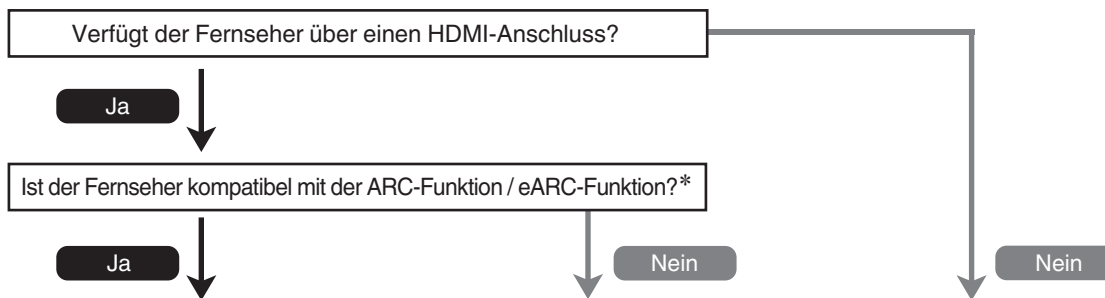 Verfügt der Fernseher über einen HDMI-Anschluss?
Ja
Ist der Fernseher kompatibel mit der ARC-Funktion / eARC-Funktion?*
Ja
Nein
Nein